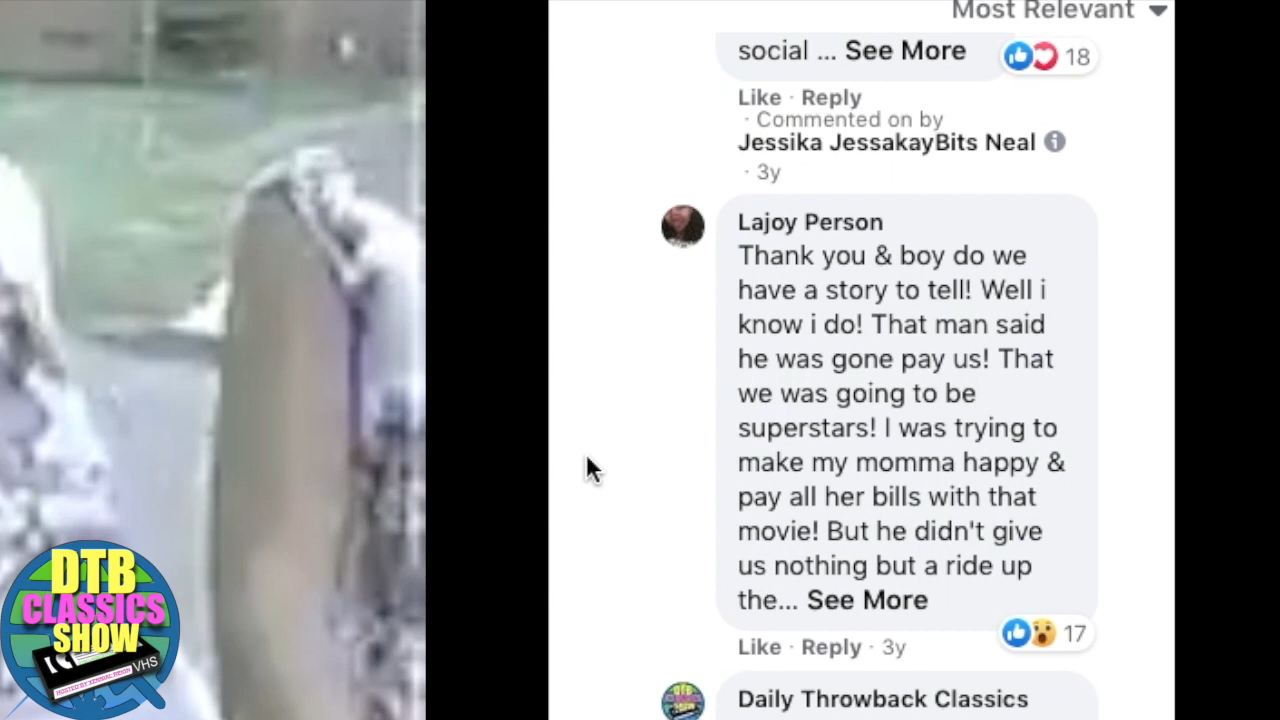 Most Relevant
social ... See More
18
Like · Reply
· Commented on by
Jessika JessakayBits Neal
· 3y
Lajoy Person
Thank you & boy do we
have a story to tell! Well i
know i do! That man said
he was gone pay us! That
we was going to be
superstars! I was trying to
make my momma happy &
pay all her bills with that
movie! But he didn't give
us nothing but a ride up
the... See More
17
Like · Reply · 3y
Daily Throwback Classics
DTB
CLASSICS
SHOW
VHS